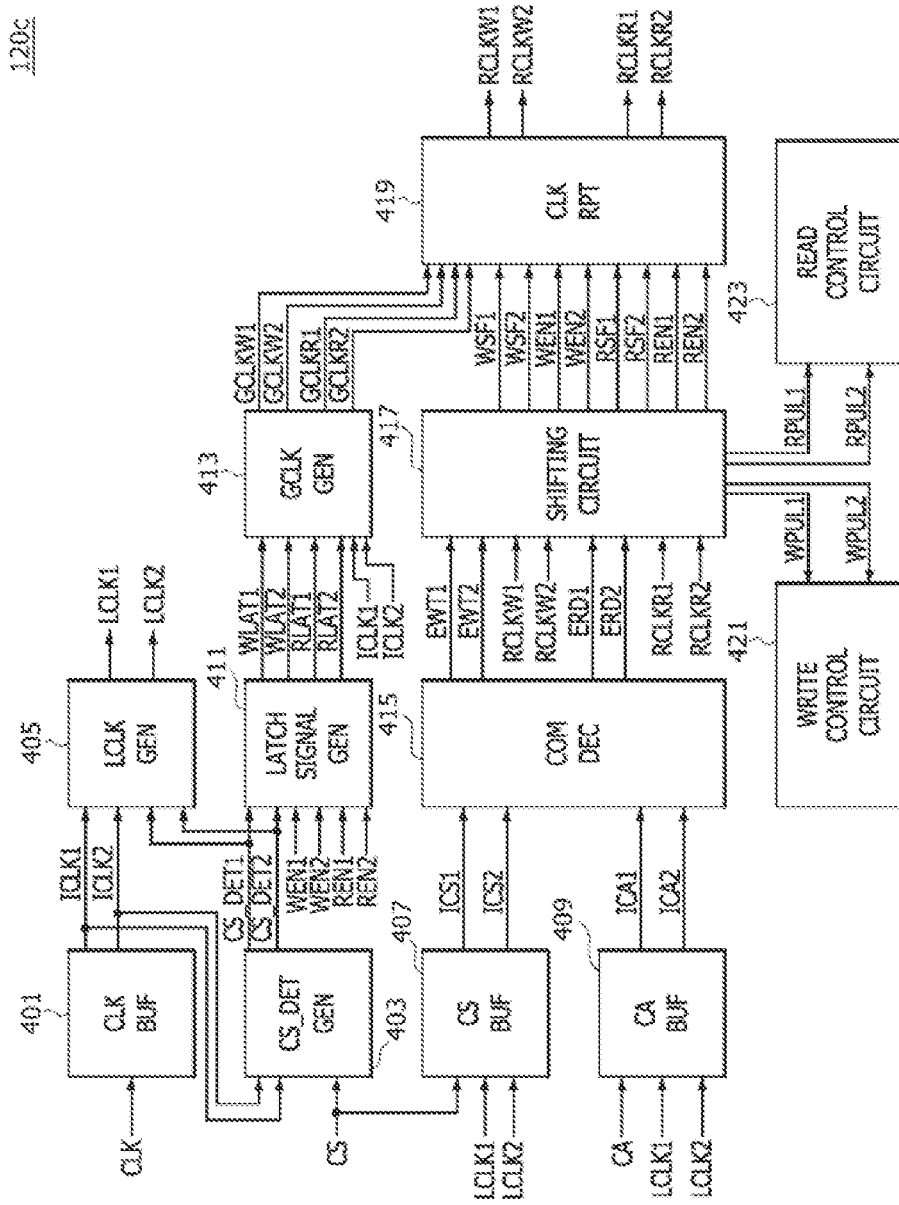 120c
CLK
401
CLK
BUF
ICLK1
ICLK2
405
LCLK
GEN
LCLK1
LCLK2
CS
403
CS_DET
GEN
CS_DET1
CS_DET2
WEN1
WEN2
REN1
REN2
411
LATCH
SIGNAL
GEN
WLAT1
WLAT2
RLAT1
RLAT2
ICLK1
ICLK2
413
GCLK
GEN
GCLKW1
GCLKW2
GCLKR1
GCLKR2
LCLK1
LCLK2
407
CS
BUF
ICS1
ICS2
CA
LCLK1
LCLK2
409
CA
BUF
ICA1
ICA2
415
COM
DEC
EWT1
EWT2
RCLKW1
RCLKW2
ERD1
ERD2
RCLKR1
RCLKR2
417
SHIFTING
CIRCUIT
WSF1
WSF2
WEN1
WEN2
RSF1
RSF2
REN1
REN2
419
CLK
RPT
RCLKW1
RCLKW2
RCLKR1
RCLKR2
421
WRITE
CONTROL
CIRCUIT
WPUL1
WPUL2
RPUL1
RPUL2
423
READ
CONTROL
CIRCUIT